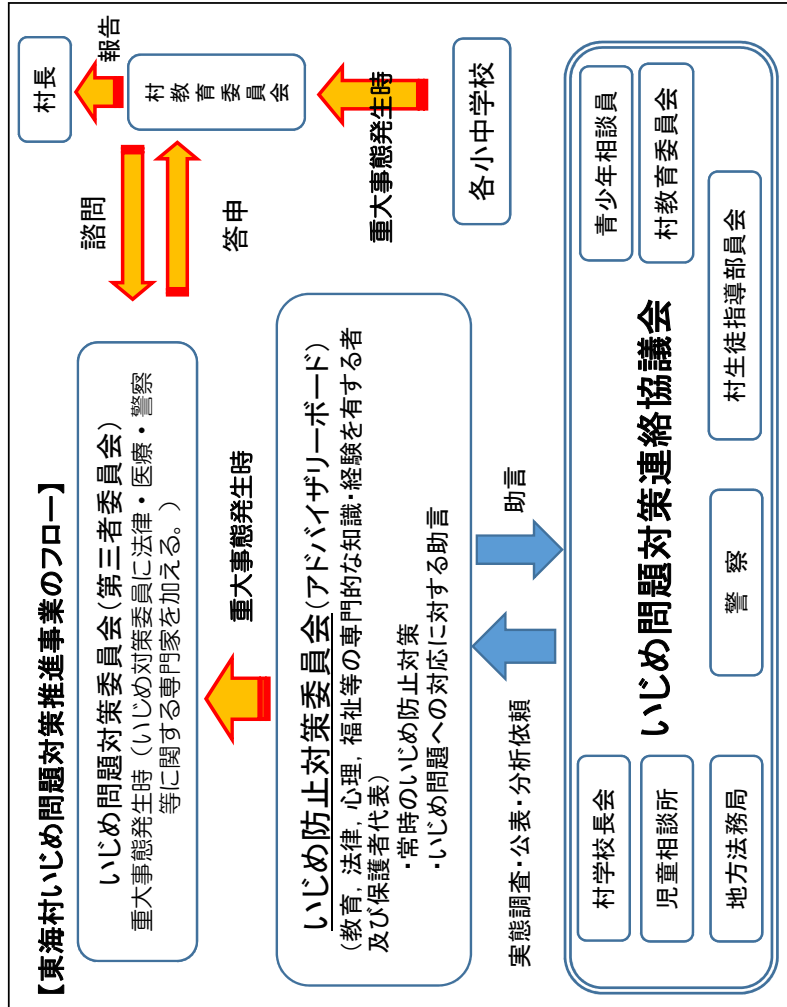 【東海村いじめ問題対策推進事業のフロー】
いじめ問題対策委員会(第三者委員会)
重大事態発生時（いじめ対策委員に法律・医療・警察
等に関する専門家を加える。）
諮問
答申
村長
報告
村教育委員会
重大事態発生時
重大事態発生時
各小中学校
いじめ防止対策委員会(アドバイザリーボード)
(教育，法律，心理，福祉等の専門的な知識・経験を有する者
及び保護者代表)
・常時のいじめ防止対策
・いじめ問題への対応に対する助言
実態調査・公表・分析依頼
助言
いじめ問題対策連絡協議会
村学校長会
児童相談所
地方法務局
警 察
村生徒指導部員会
青少年相談員
村教育委員会